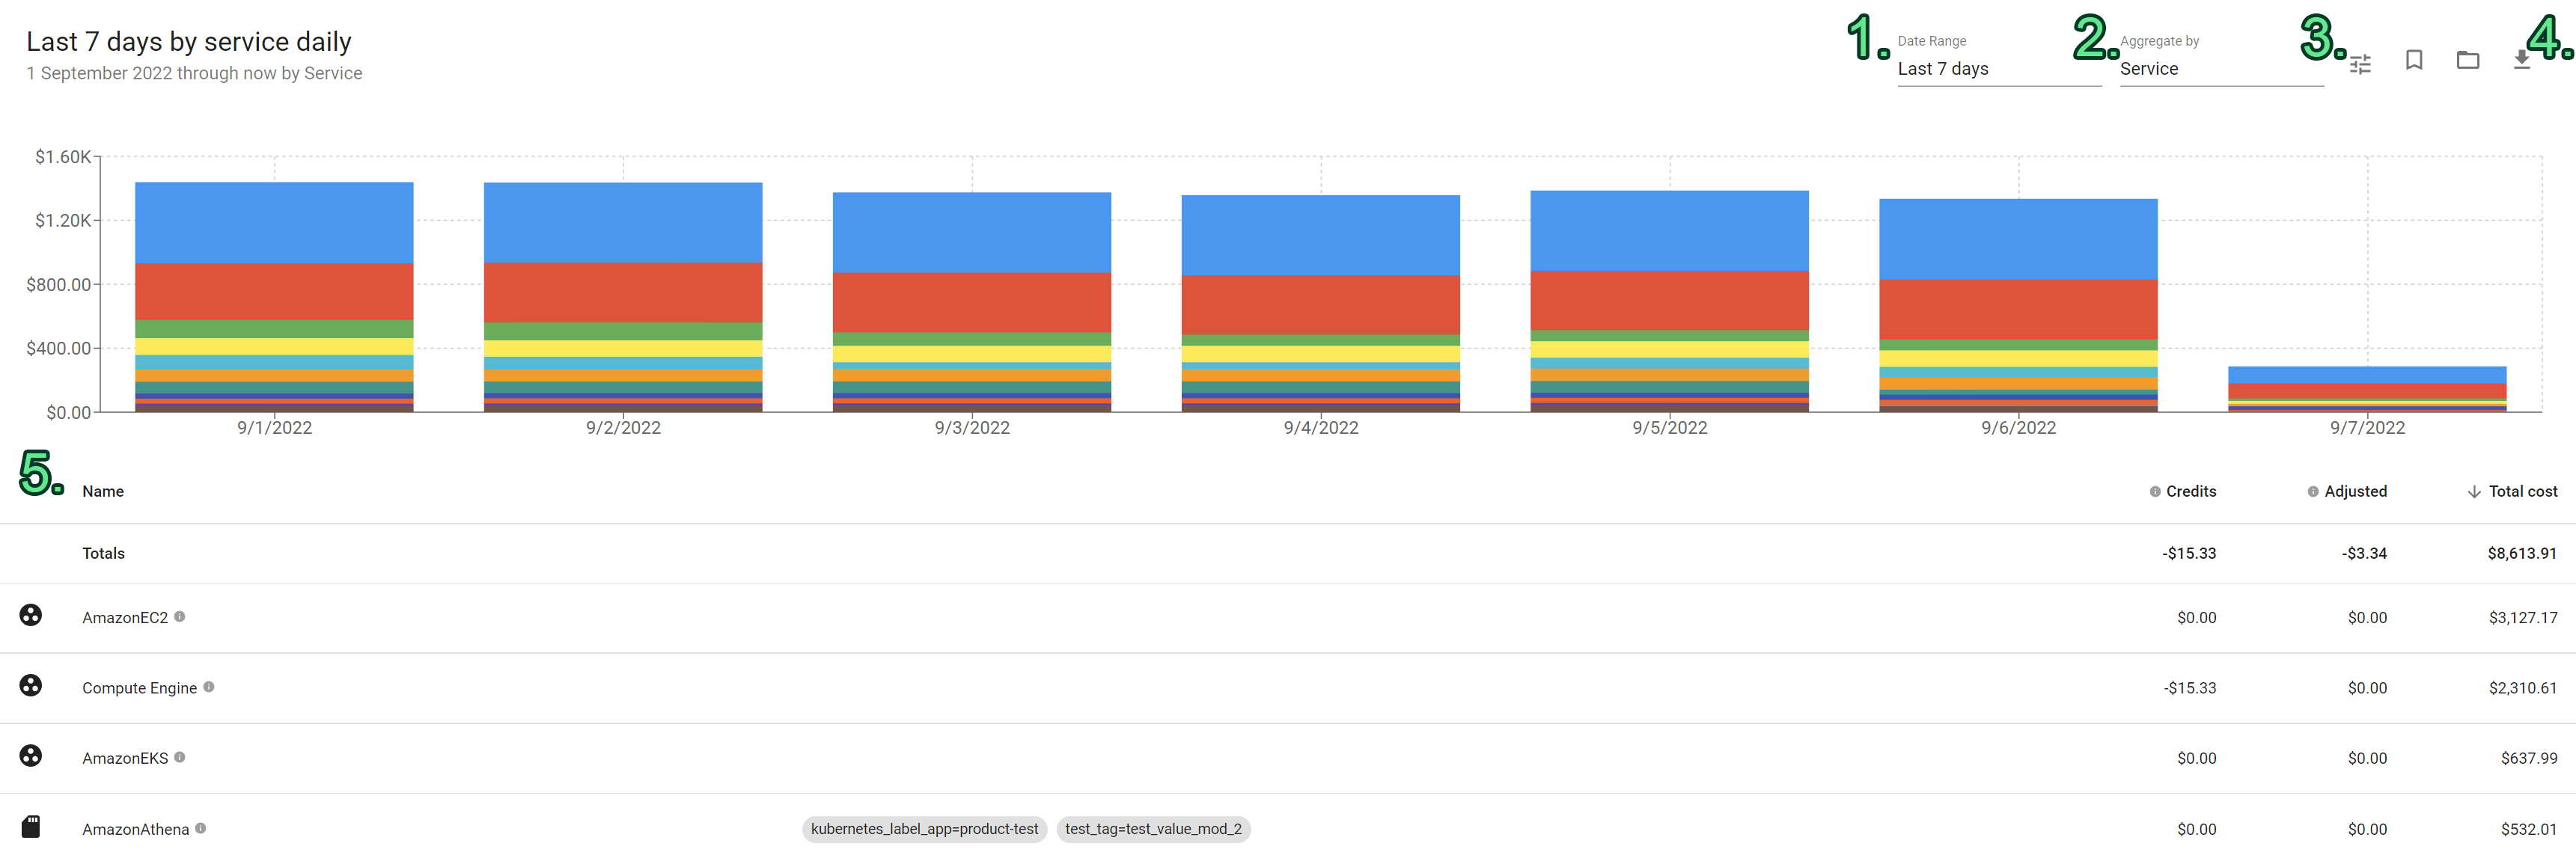 Last 7 days by service daily
1 September 2022 through now by Service
1.
Date Range
Last 7 days
2.
Aggregate by
Service
3.
4.
$1.60K
$1.20K
$800.00
$400.00
$0.00
9/1/2022 9/2/2022 9/3/2022 9/4/2022 9/5/2022 9/6/2022 9/7/2022
5.
Name Credits Adjusted Total cost
Totals -$15.33 -$3.34 $8,613.91
AmazonEC2 $0.00 $0.00 $3,127.17
Compute Engine -$15.33 $0.00 $2,310.61
AmazonEKS $0.00 $0.00 $637.99
AmazonAthena kubernetes_label_app=product-test test_tag=test_value_mod_2 $0.00 $0.00 $532.01